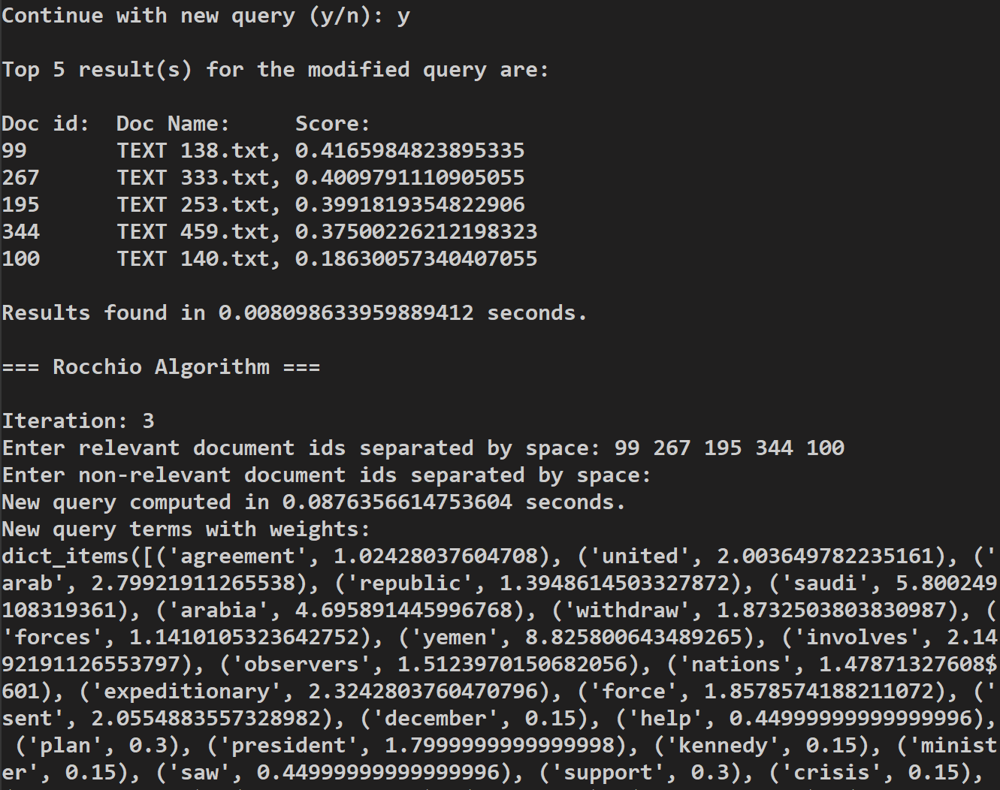 Continue with new query (y/n): y
Top 5 result(s) for the modified query are:
Doc id:  Doc Name:     Score:
99       TEXT 138.txt, 0.4165984823895335
267      TEXT 333.txt, 0.4009791110905055
195      TEXT 253.txt, 0.3991819354822906
344      TEXT 459.txt, 0.37500226212198323
100      TEXT 140.txt, 0.18630057340407055
Results found in 0.008098633959889412 seconds.
=== Rocchio Algorithm ===
Iteration: 3
Enter relevant document ids separated by space: 99 267 195 344 100
Enter non-relevant document ids separated by space:
New query computed in 0.0876356614753604 seconds.
New query terms with weights:
dict_items([('agreement', 1.02428037604708), ('united', 2.003649782235161), ('
arab', 2.79921911265538), ('republic', 1.3948614503327872), ('saudi', 5.800249
108319361), ('arabia', 4.695891445996768), ('withdraw', 1.8732503803830987), (
'forces', 1.1410105323642752), ('yemen', 8.825800643489265), ('involves', 2.14
92191126553797), ('observers', 1.5123970150682056), ('nations', 1.47871327608$
601), ('expeditionary', 2.3242803760470796), ('force', 1.8578574188211072), ('
sent', 2.0554883557328982), ('december', 0.15), ('help', 0.44999999999999996),
('plan', 0.3), ('president', 1.7999999999999998), ('kennedy', 0.15), ('minist
er', 0.15), ('saw', 0.44999999999999996), ('support', 0.3), ('crisis', 0.15),